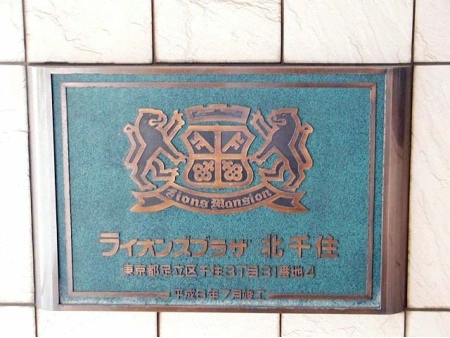 Lions Mansion
ライオンズプラザ 北千住
東京都足立区千住3丁目31番地4
平成8年7月竣工